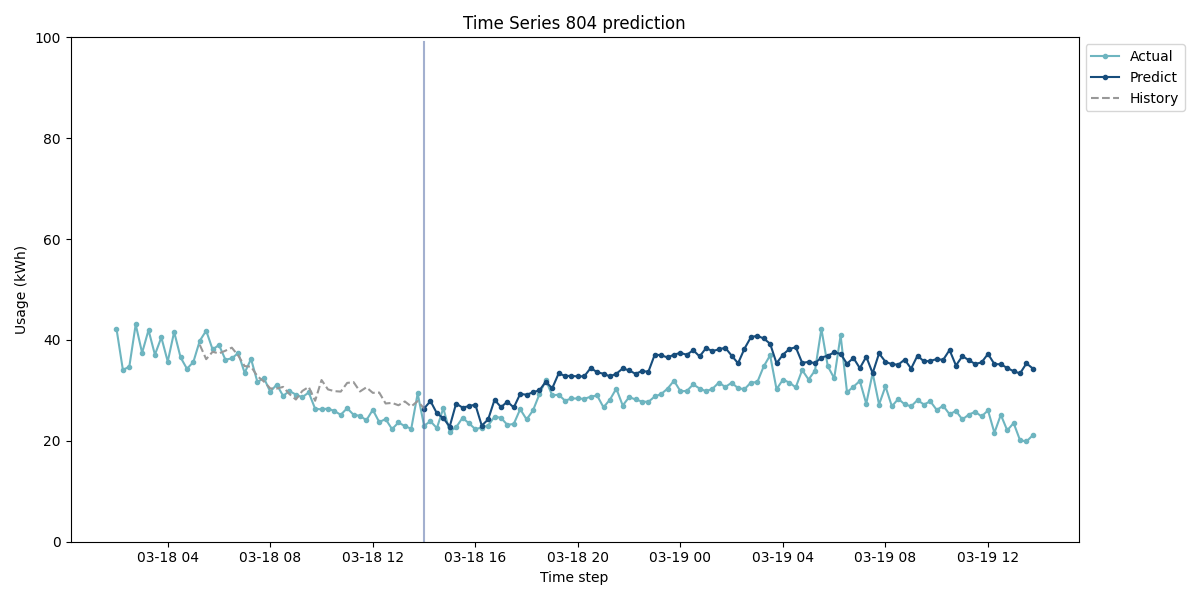 Time Series 804 prediction
100
80
60
40
20
0
Usage (kWh)
03-18 04
03-18 08
03-18 12
03-18 16
03-18 20
03-19 00
03-19 04
03-19 08
03-19 12
Time step
Actual
Predict
History